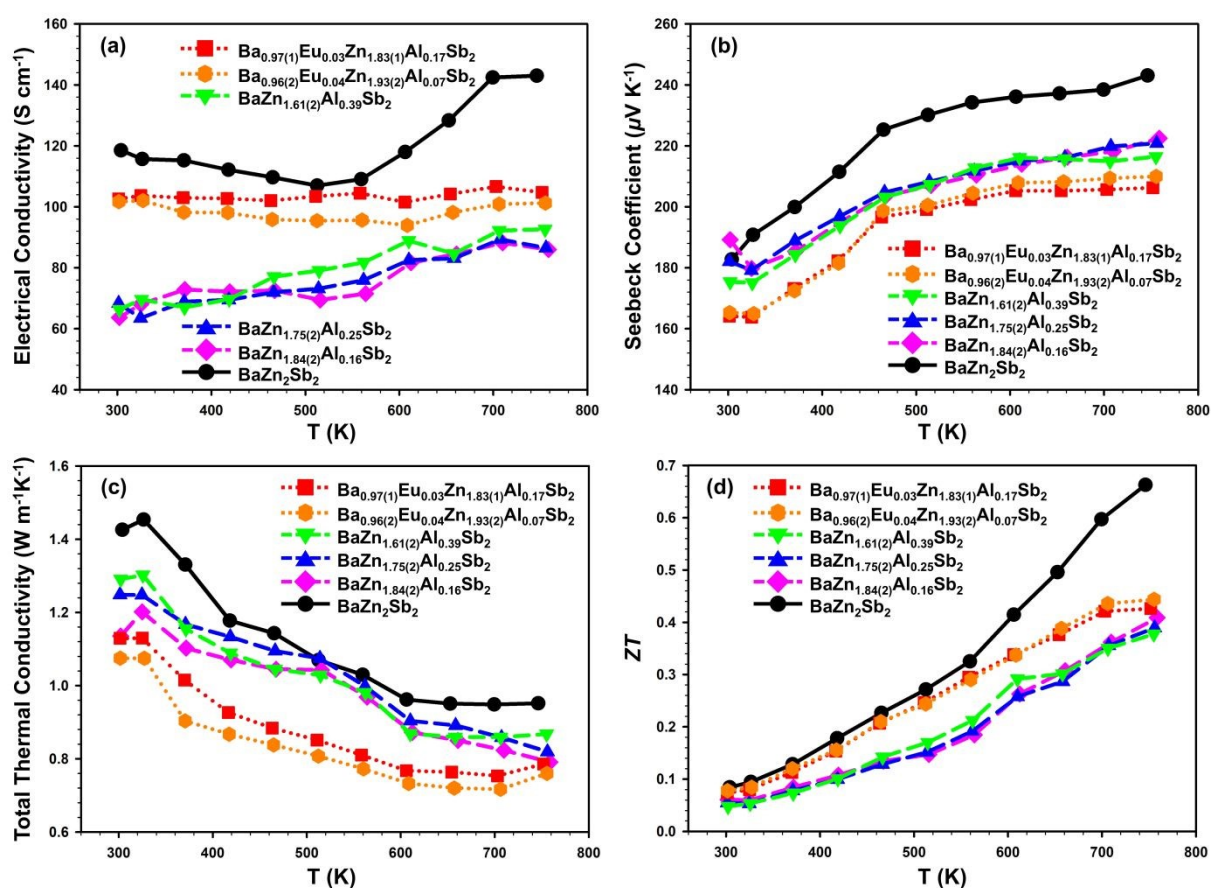 (a)
Electrical Conductivity (S cm⁻¹)
160
140
120
100
80
60
40
Ba₀.₉₇₍₁₎Eu₀.₀₃Zn₁.₈₃₍₁₎Al₀.₁₇Sb₂
Ba₀.₉₆₍₂₎Eu₀.₀₄Zn₁.₉₃₍₂₎Al₀.₀₇Sb₂
BaZn₁.₆₁₍₂₎Al₀.₃₉Sb₂
BaZn₁.₇₅₍₂₎Al₀.₂₅Sb₂
BaZn₁.₈₄₍₂₎Al₀.₁₆Sb₂
BaZn₂Sb₂
300 400 500 600 700 800
T (K)
(b)
Seebeck Coefficient (μV K⁻¹)
260
240
220
200
180
160
140
Ba₀.₉₇₍₁₎Eu₀.₀₃Zn₁.₈₃₍₁₎Al₀.₁₇Sb₂
Ba₀.₉₆₍₂₎Eu₀.₀₄Zn₁.₉₃₍₂₎Al₀.₀₇Sb₂
BaZn₁.₆₁₍₂₎Al₀.₃₉Sb₂
BaZn₁.₇₅₍₂₎Al₀.₂₅Sb₂
BaZn₁.₈₄₍₂₎Al₀.₁₆Sb₂
BaZn₂Sb₂
300 400 500 600 700 800
T (K)
(c)
Total Thermal Conductivity (W m⁻¹K⁻¹)
1.6
1.4
1.2
1.0
0.8
0.6
Ba₀.₉₇₍₁₎Eu₀.₀₃Zn₁.₈₃₍₁₎Al₀.₁₇Sb₂
Ba₀.₉₆₍₂₎Eu₀.₀₄Zn₁.₉₃₍₂₎Al₀.₀₇Sb₂
BaZn₁.₆₁₍₂₎Al₀.₃₉Sb₂
BaZn₁.₇₅₍₂₎Al₀.₂₅Sb₂
BaZn₁.₈₄₍₂₎Al₀.₁₆Sb₂
BaZn₂Sb₂
300 400 500 600 700 800
T (K)
(d)
ZT
0.7
0.6
0.5
0.4
0.3
0.2
0.1
0.0
Ba₀.₉₇₍₁₎Eu₀.₀₃Zn₁.₈₃₍₁₎Al₀.₁₇Sb₂
Ba₀.₉₆₍₂₎Eu₀.₀₄Zn₁.₉₃₍₂₎Al₀.₀₇Sb₂
BaZn₁.₆₁₍₂₎Al₀.₃₉Sb₂
BaZn₁.₇₅₍₂₎Al₀.₂₅Sb₂
BaZn₁.₈₄₍₂₎Al₀.₁₆Sb₂
BaZn₂Sb₂
300 400 500 600 700 800
T (K)